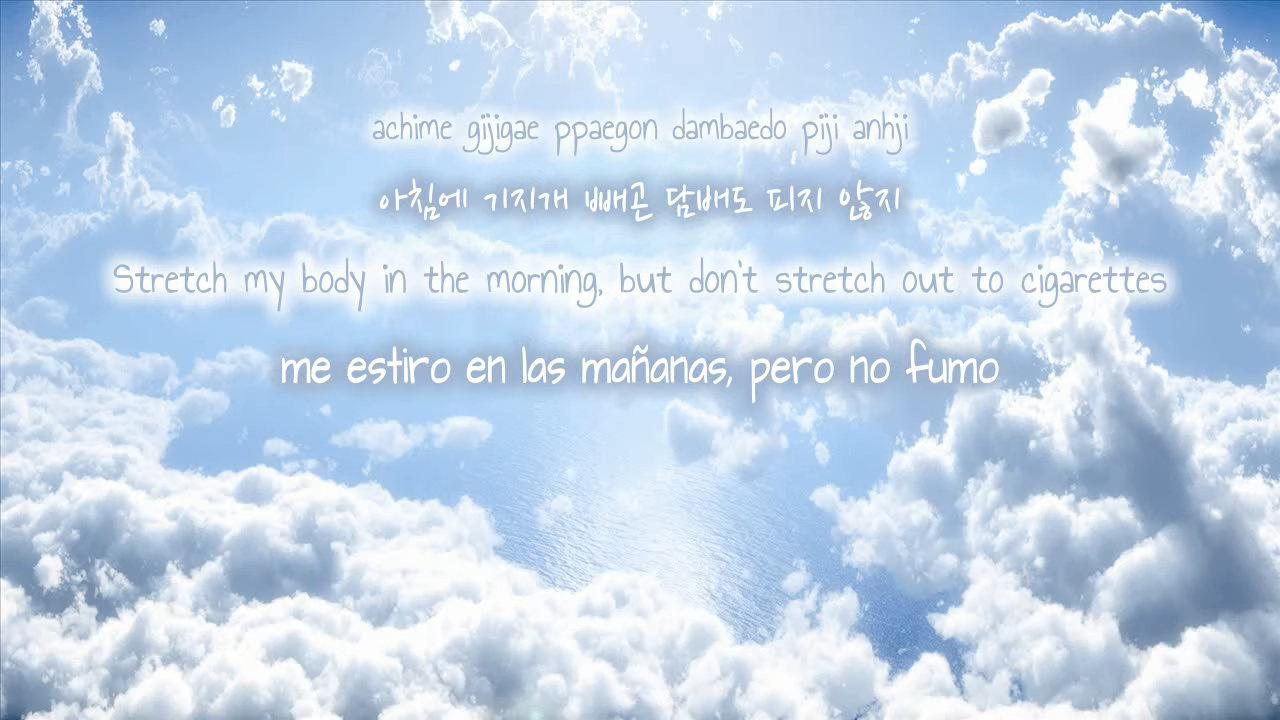 achime gijigae ppaegon dambaedo piji anhji
아침에 기지개 빼곤 담배도 피지 않지
Stretch my body in the morning, but don't stretch out to cigarettes
me estiro en las mañanas, pero no fumo